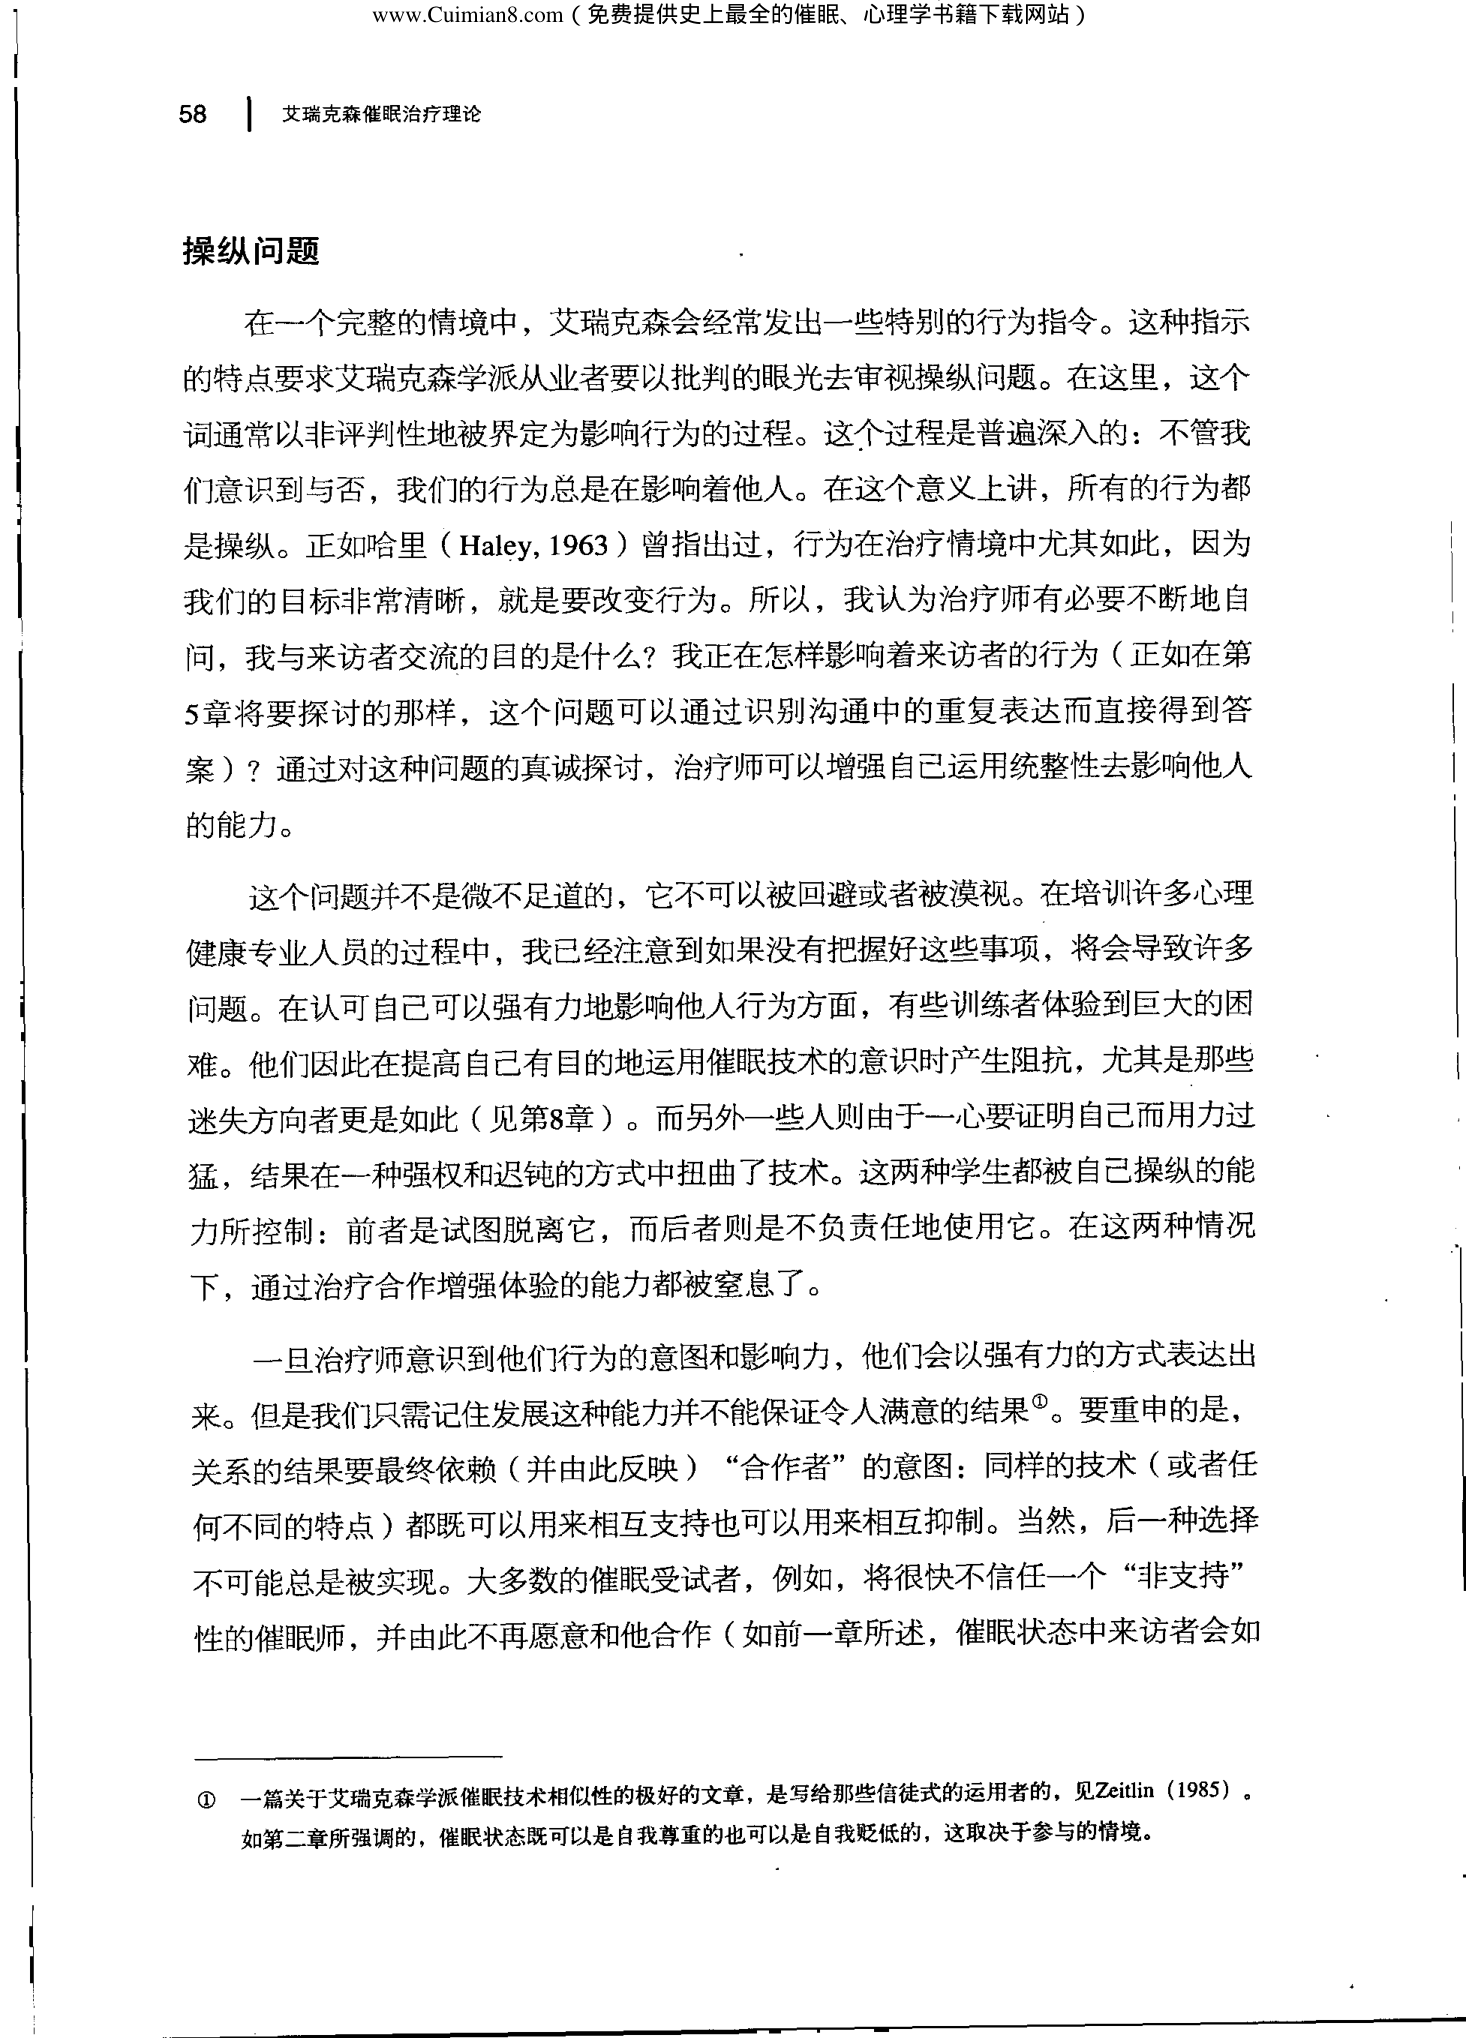 www.Cuimian8.com（免费提供史上最全的催眠、心理学书籍下载网站）
58 艾瑞克森催眠治疗理论
操纵问题
在一个完整的情境中，艾瑞克森会经常发出一些特别的行为指令。这种指示
的特点要求艾瑞克森学派从业者要以批判的眼光去审视操纵问题。在这里，这个
词通常以非评判性地被界定为影响行为的过程。这个过程是普遍深入的：不管我
们意识到与否，我们的行为总是在影响着他人。在这个意义上讲，所有的行为都
是操纵。正如哈里（Haley, 1963）曾指出过，行为在治疗情境中尤其如此，因为
我们的目标非常清晰，就是要改变行为。所以，我认为治疗师有必要不断地自
问，我与来访者交流的目的是什么？我正在怎样影响着来访者的行为（正如在第
5章将要探讨的那样，这个问题可以通过识别沟通中的重复表达而直接得到答
案）？通过对这种问题的真诚探讨，治疗师可以增强自己运用统整性去影响他人
的能力。
这个问题并不是微不足道的，它不可以被回避或者被漠视。在培训许多心理
健康专业人员的过程中，我已经注意到如果没有把握好这些事项，将会导致许多
问题。在认可自己可以强有力地影响他人行为方面，有些训练者体验到巨大的困
难。他们因此在提高自己有目的地运用催眠技术的意识时产生阻抗，尤其是那些
迷失方向者更是如此（见第8章）。而另外一些人则由于一心要证明自己而用力过
猛，结果在一种强权和迟钝的方式中扭曲了技术。这两种学生都被自己操纵的能
力所控制：前者是试图脱离它，而后者则是不负责任地使用它。在这两种情况
下，通过治疗合作增强体验的能力都被窒息了。
一旦治疗师意识到他们行为的意图和影响力，他们会以强有力的方式表达出
来。但是我们只需记住发展这种能力并不能保证令人满意的结果①。要重申的是，
关系的结果要最终依赖（并由此反映）“合作者”的意图：同样的技术（或者任
何不同的特点）都既可以用来相互支持也可以用来相互抑制。当然，后一种选择
不可能总是被实现。大多数的催眠受试者，例如，将很快不信任一个“非支持”
性的催眠师，并由此不再愿意和他合作（如前一章所述，催眠状态中来访者会如
① 一篇关于艾瑞克森学派催眠技术相似性的极好的文章，是写给那些信徒式的运用者的，见Zeitlin（1985）。
如第二章所强调的，催眠状态既可以是自我尊重的也可以是自我贬低的，这取决于参与的情境。